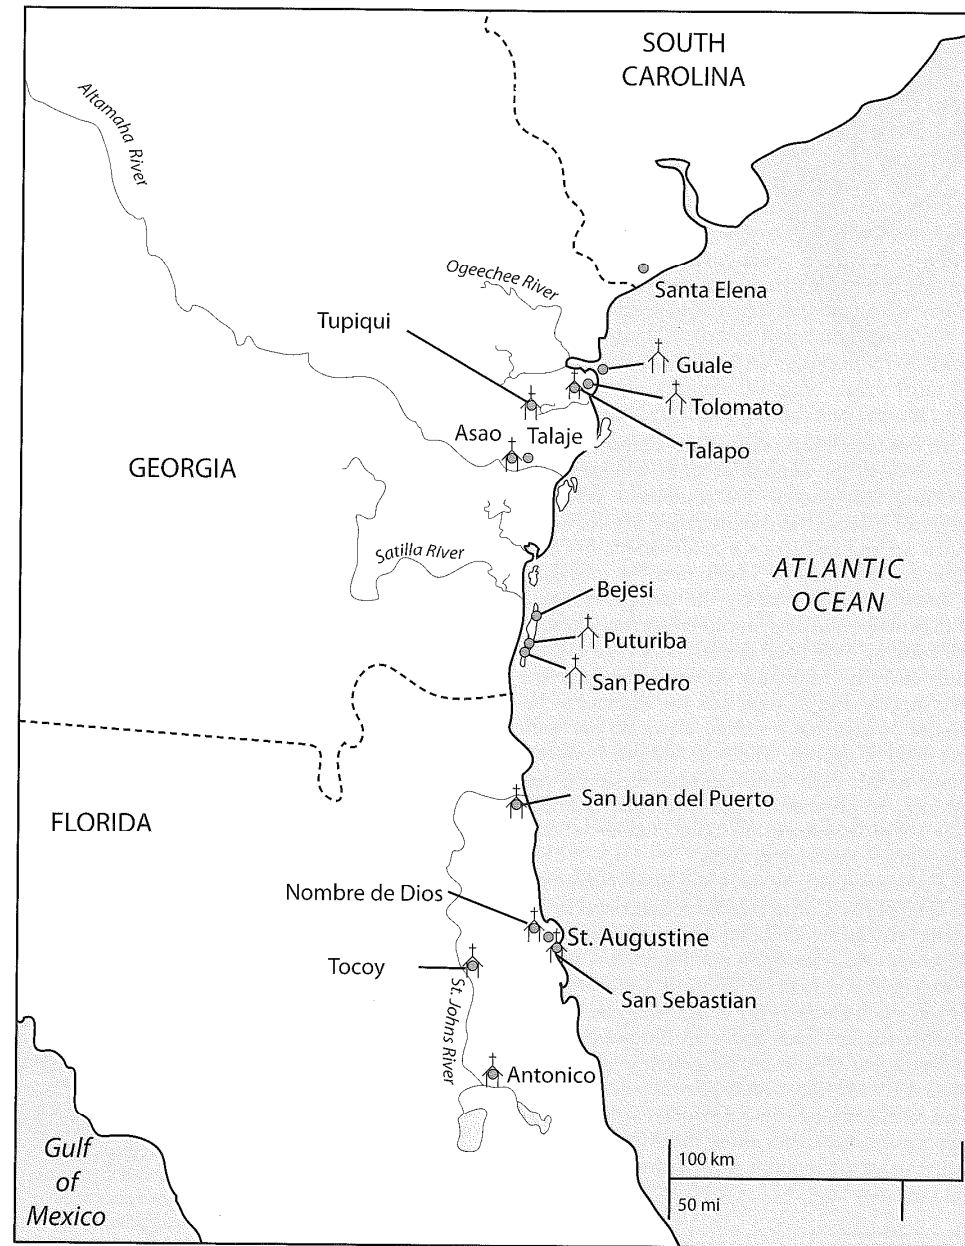 SOUTH
CAROLINA
Altamaha River
Ogeechee River
Santa Elena
Tupiqui
Guale
Tolomato
Asao
Talaje
Talapo
GEORGIA
Satilla River
ATLANTIC
OCEAN
Bejesi
Puturiba
San Pedro
San Juan del Puerto
FLORIDA
Nombre de Dios
St. Augustine
Tocoy
San Sebastian
St. Johns River
Antonico
Gulf
of
Mexico
100 km
50 mi